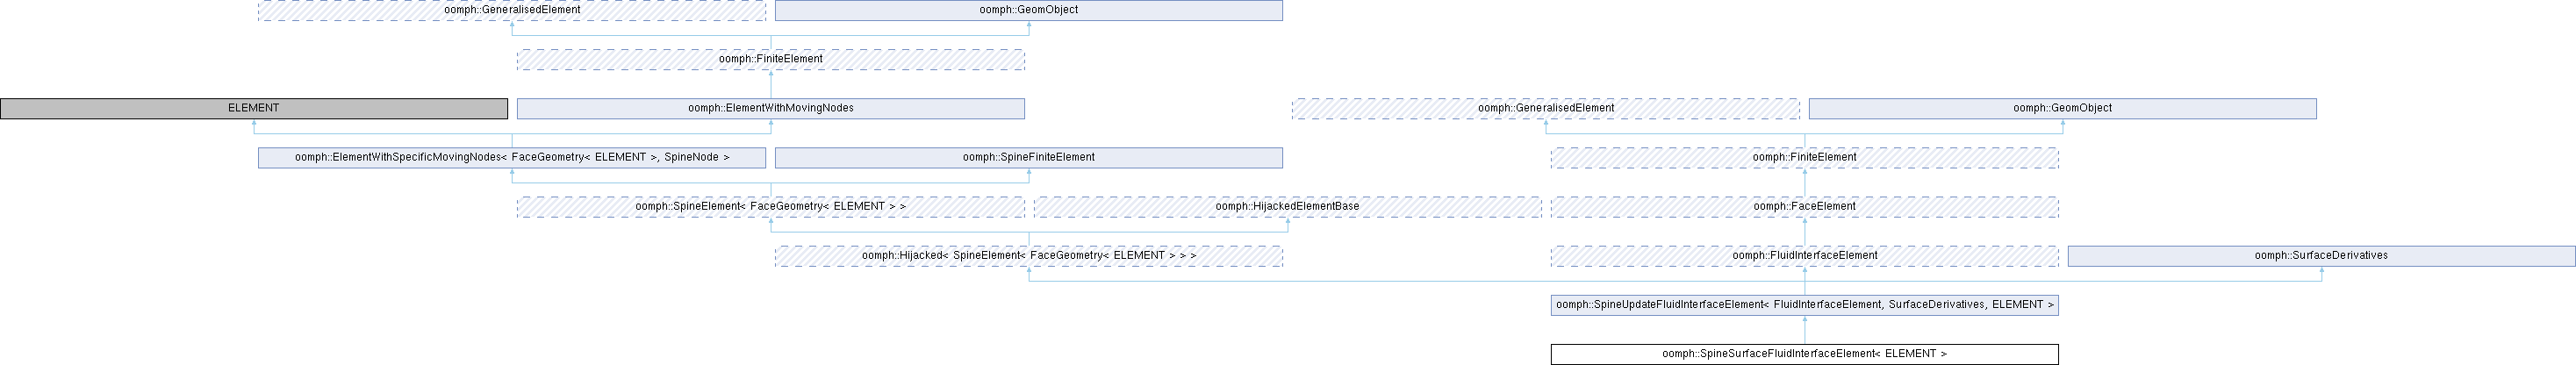 oomph::GeneralisedElement
oomph::GeomObject
oomph::FiniteElement
ELEMENT
oomph::ElementWithMovingNodes
oomph::GeneralisedElement
oomph::GeomObject
oomph::ElementWithSpecificMovingNodes< FaceGeometry< ELEMENT >, SpineNode >
oomph::SpineFiniteElement
oomph::FiniteElement
oomph::SpineElement< FaceGeometry< ELEMENT > >
oomph::HijackedElementBase
oomph::FaceElement
oomph::Hijacked< SpineElement< FaceGeometry< ELEMENT > > >
oomph::FluidInterfaceElement
oomph::SurfaceDerivatives
oomph::SpineUpdateFluidInterfaceElement< FluidInterfaceElement, SurfaceDerivatives, ELEMENT >
oomph::SpineSurfaceFluidInterfaceElement< ELEMENT >